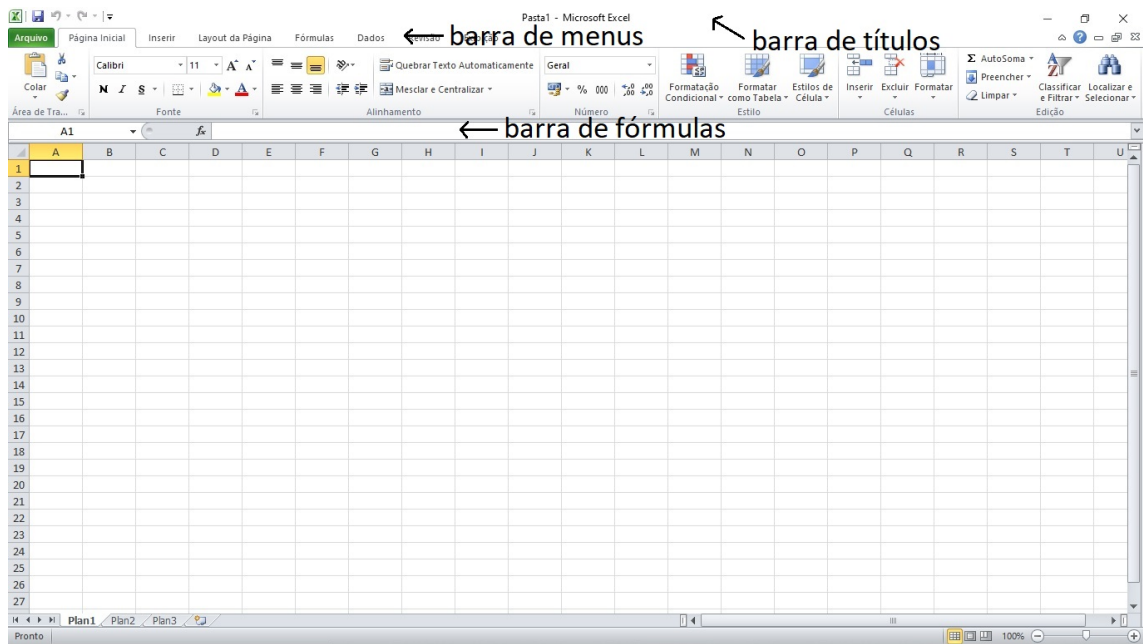 Pasta1 - Microsoft Excel
barra de menus
barra de títulos
Arquivo Página Inicial Inserir Layout da Página Fórmulas Dados Revisão
Calibri 11 Quebrar Texto Automaticamente Geral Σ AutoSoma
Preencher
Colar N I S A Mesclar e Centralizar % 000 Formatação Condicional Formatar como Tabela Estilos de Célula Inserir Excluir Formatar Limpar Classificar e Filtrar Localizar e Selecionar
Área de Tra... Fonte Alinhamento Número Estilo Células Edição
A1 fx barra de fórmulas
A B C D E F G H I J K L M N O P Q R S T U
1
2
3
4
5
6
7
8
9
10
11
12
13
14
15
16
17
18
19
20
21
22
23
24
25
26
27
Plan1 Plan2 Plan3
Pronto 100%